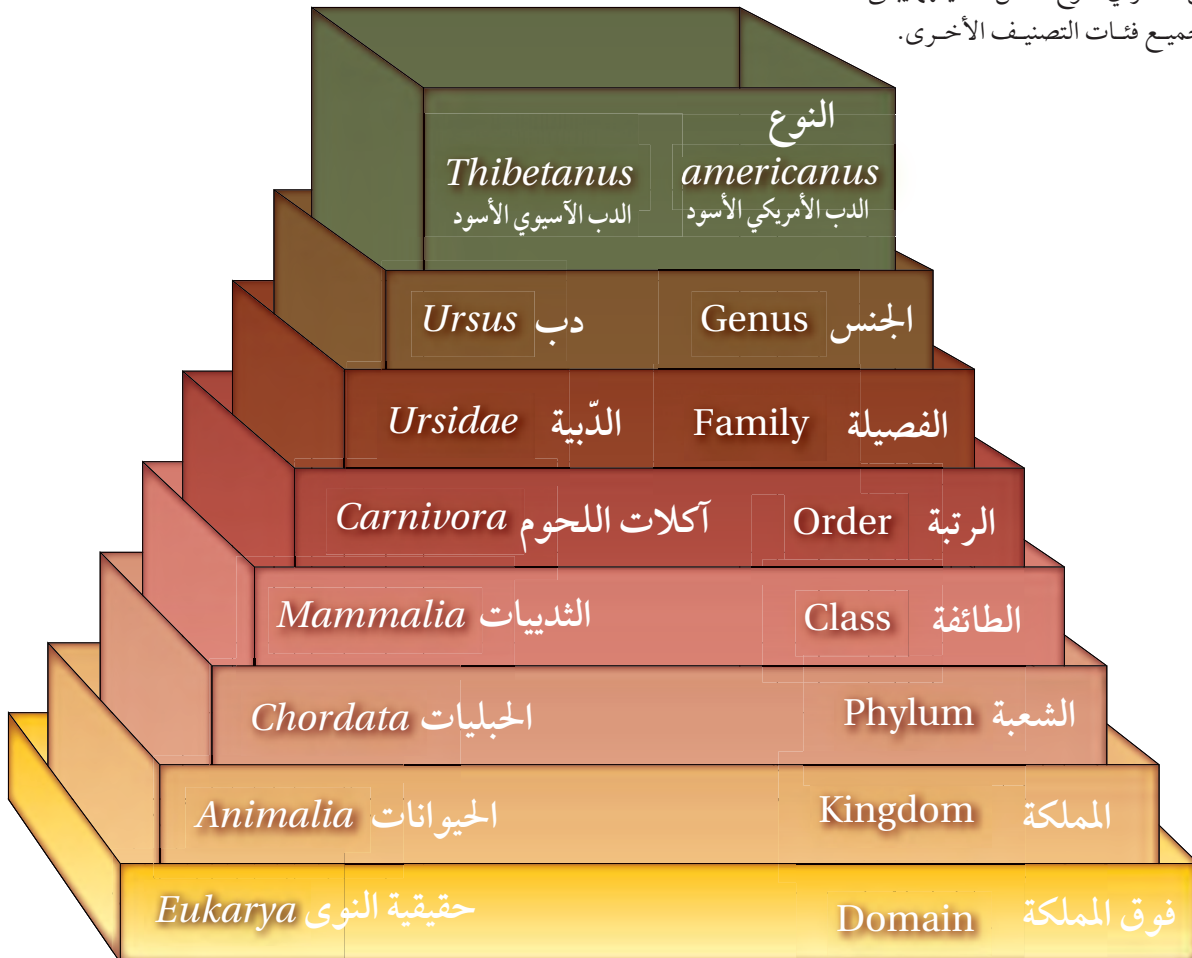 جميع فئات التصنيف الأخرى.
النوع
americanus Thibetanus
الدب الأمريكي الأسود الدب الآسيوي الأسود
الجنس Genus دب Ursus
الفصيلة Family الدّبية Ursidae
الرتبة Order آكلات اللحوم Carnivora
الطائفة Class الثدييات Mammalia
الشعبة Phylum الحبليات Chordata
المملكة Kingdom الحيوانات Animalia
فوق المملكة Domain حقيقية النوى Eukarya